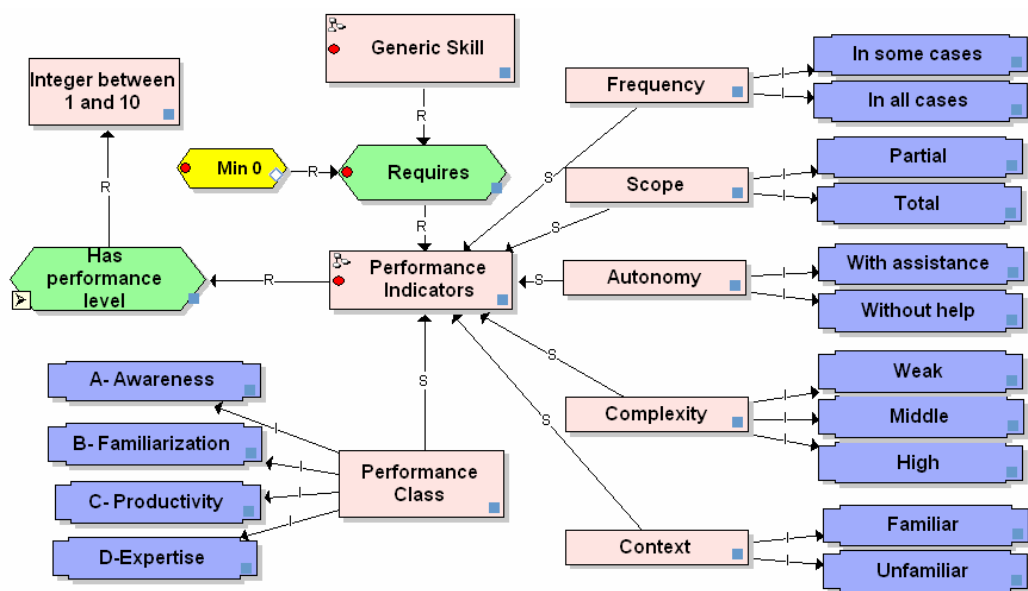 Generic Skill
Integer between
1 and 10
R
R
Min 0
R
Requires
R
Has
performance
level
R
Performance
Indicators
Frequency
I
In some cases
I
In all cases
S
Scope
I
Partial
I
Total
S
Autonomy
I
With assistance
I
Without help
S
Complexity
I
Weak
I
Middle
I
High
S
Context
I
Familiar
I
Unfamiliar
S
S
Performance
Class
I
A- Awareness
I
B- Familiarization
I
C- Productivity
I
D-Expertise